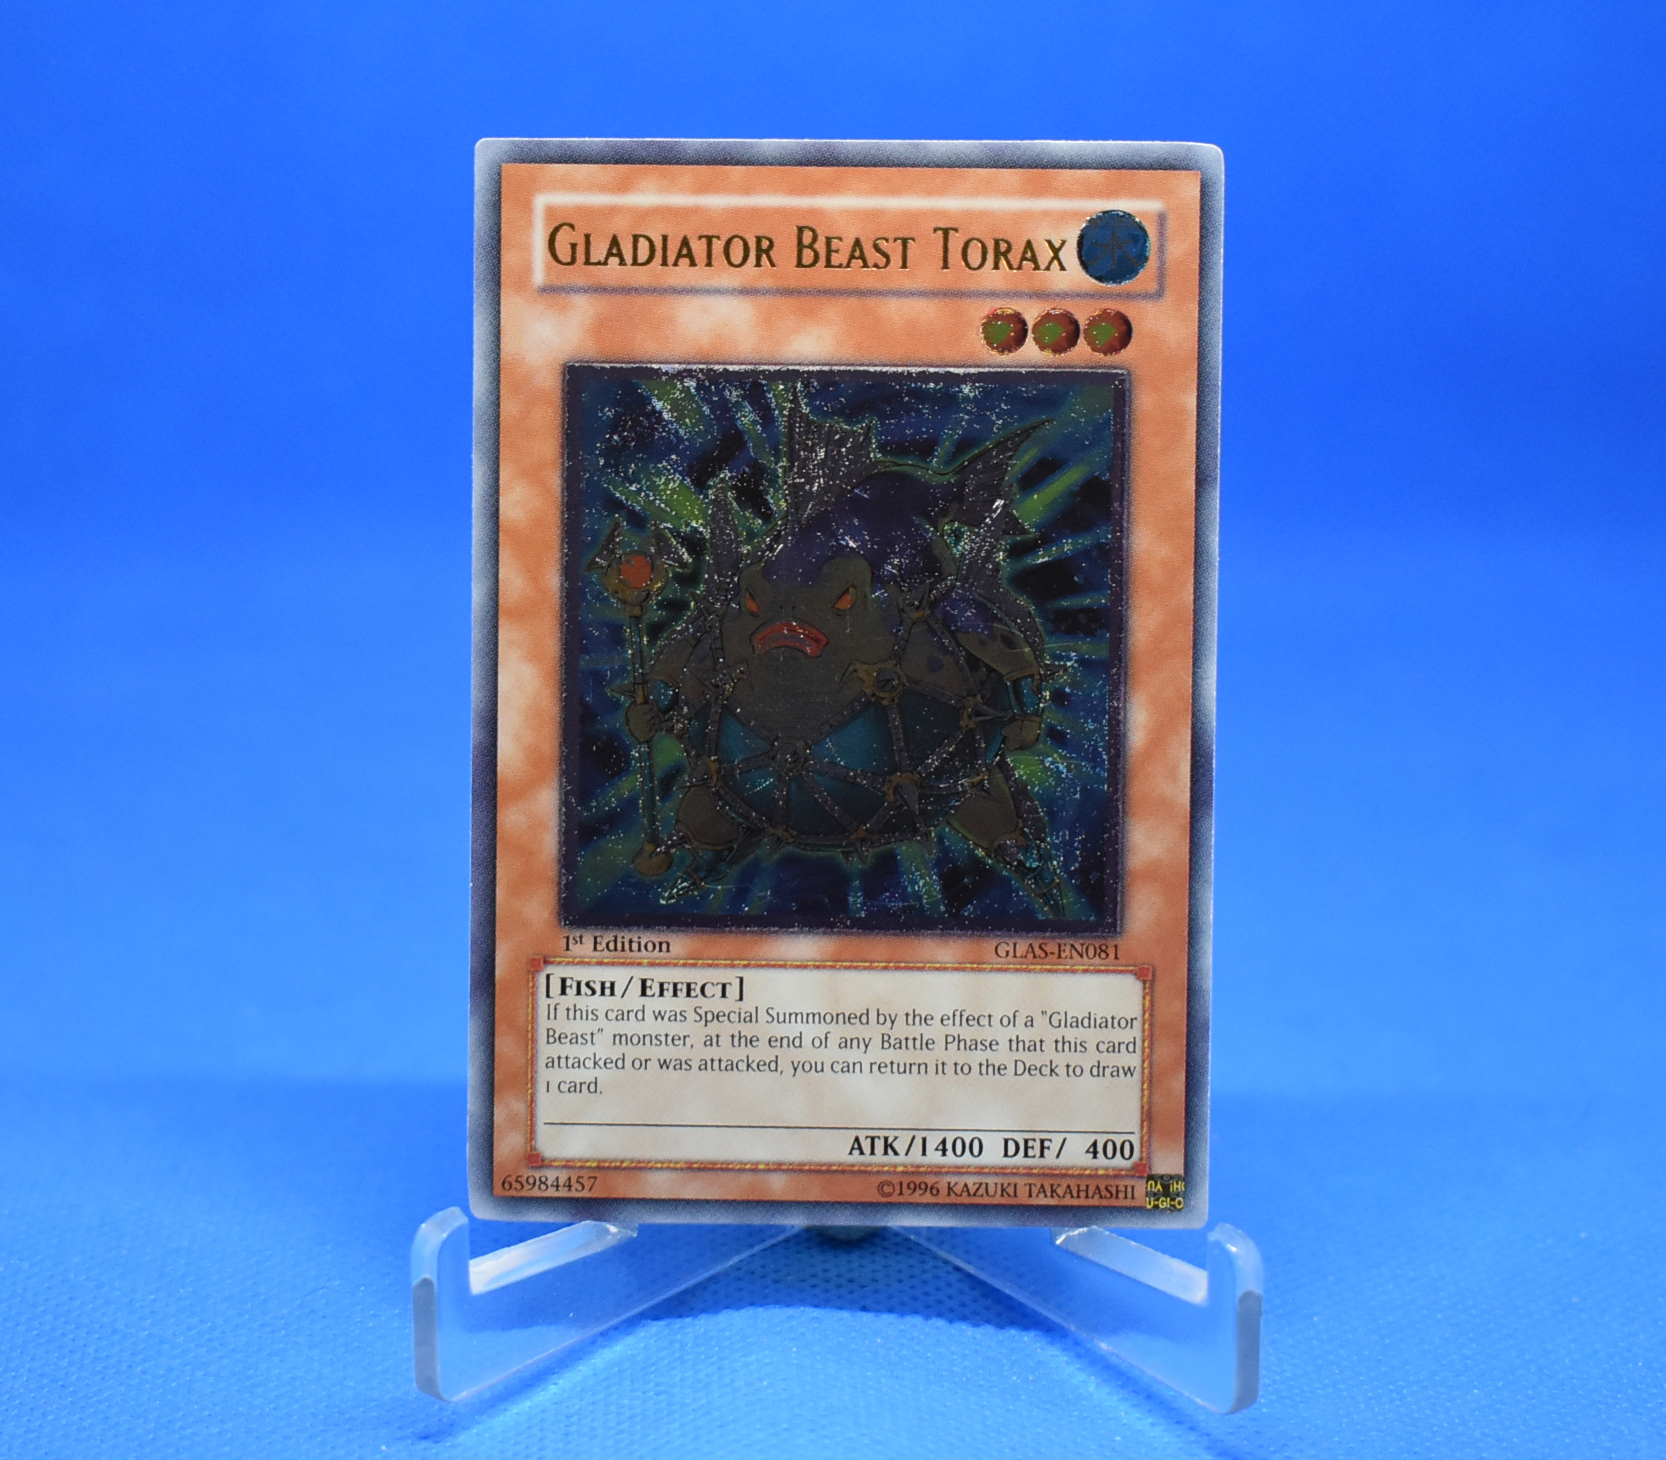 GLADIATOR BEAST TORAX
水
1st Edition
GLAS-EN081
[FISH/EFFECT]
If this card was Special Summoned by the effect of a "Gladiator
Beast" monster, at the end of any Battle Phase that this card
attacked or was attacked, you can return it to the Deck to draw
1 card.
ATK/1400 DEF/ 400
65984457
©1996 KAZUKI TAKAHASHI